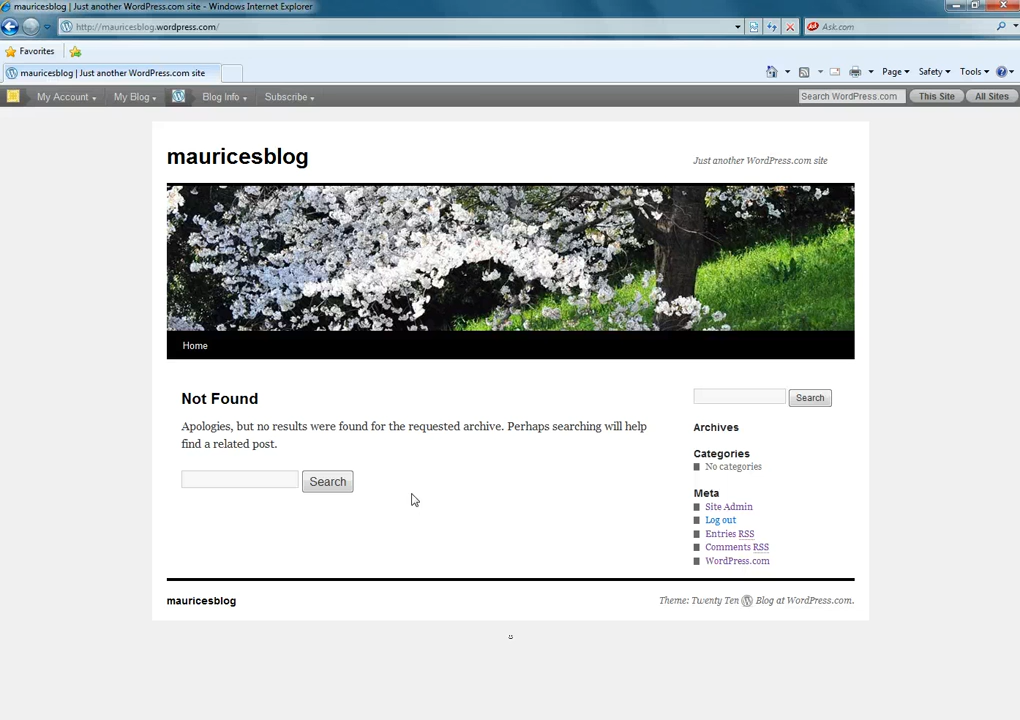 mauricesblog | Just another WordPress.com site - Windows Internet Explorer
http://mauricesblog.wordpress.com/
Ask.com
Favorites
mauricesblog | Just another WordPress.com site
Page
Safety
Tools
My Account
My Blog
Blog Info
Subscribe
Search WordPress.com
This Site
All Sites
mauricesblog
Just another WordPress.com site
Home
Not Found
Apologies, but no results were found for the requested archive. Perhaps searching will help
find a related post.
Search
Search
Archives
Categories
No categories
Meta
Site Admin
Log out
Entries RSS
Comments RSS
WordPress.com
mauricesblog
Theme: Twenty Ten Blog at WordPress.com.